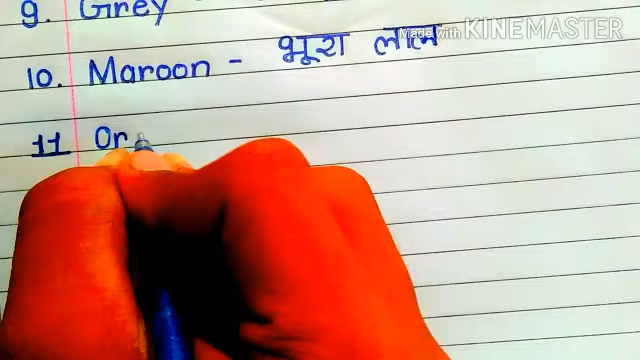 9. Grey
Made with KINEMASTER
10. Maroon - भूरा लाल
11 Or